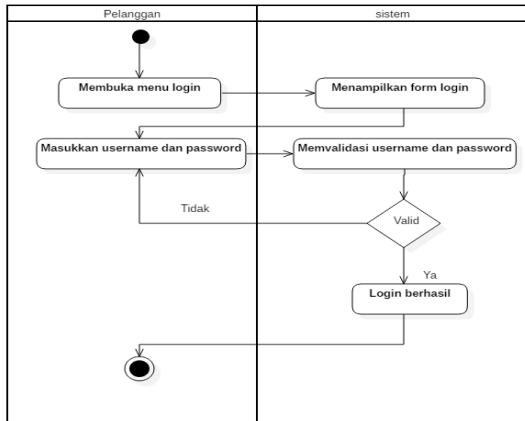 Pelanggan
sistem
Membuka menu login
Menampilkan form login
Masukkan username dan password
Memvalidasi username dan password
Tidak
Valid
Ya
Login berhasil